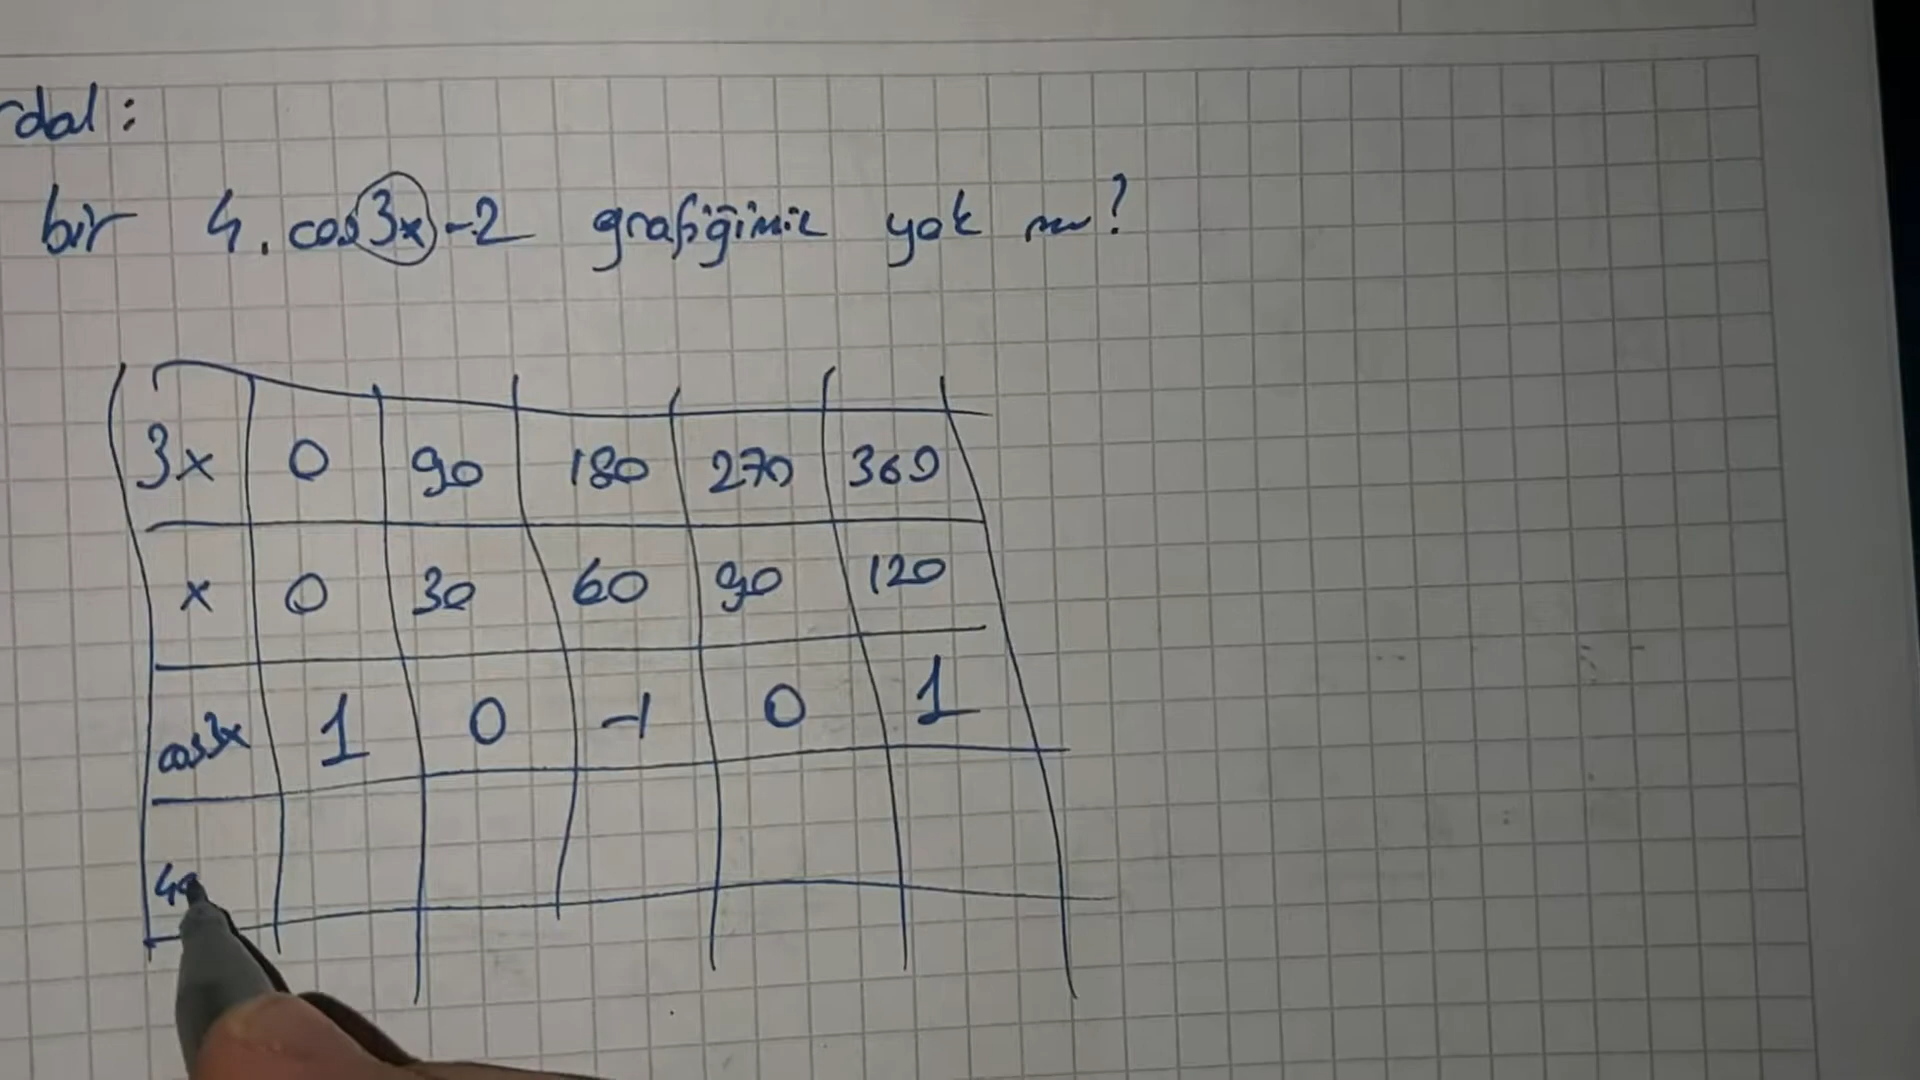 rdal:
bir 4. cos3x-2 grafiğimiz yok mu?
3x 0 90 180 270 360
x 0 30 60 90 120
cos3x 1 0 -1 0 1
4c